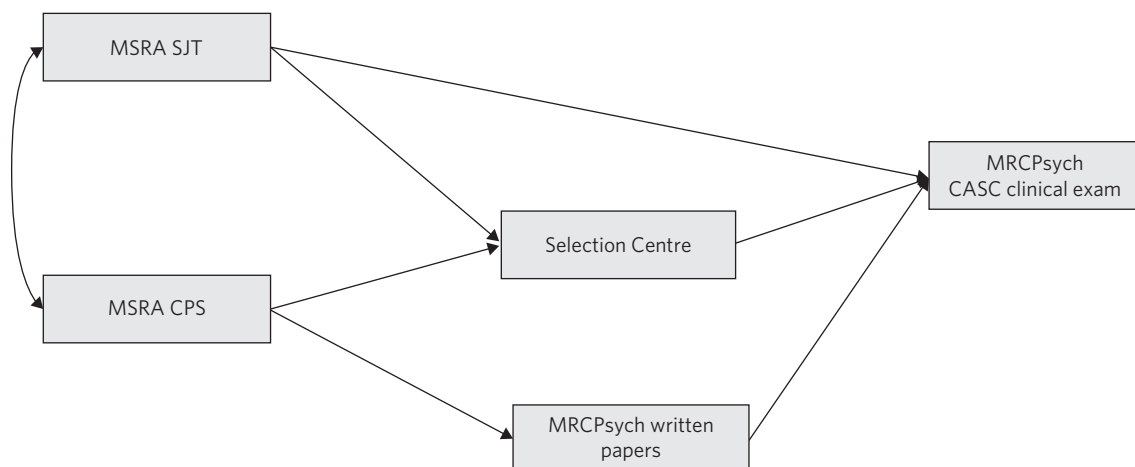 MSRA SJT
MRCPsych
CASC clinical exam
Selection Centre
MSRA CPS
MRCPsych written
papers